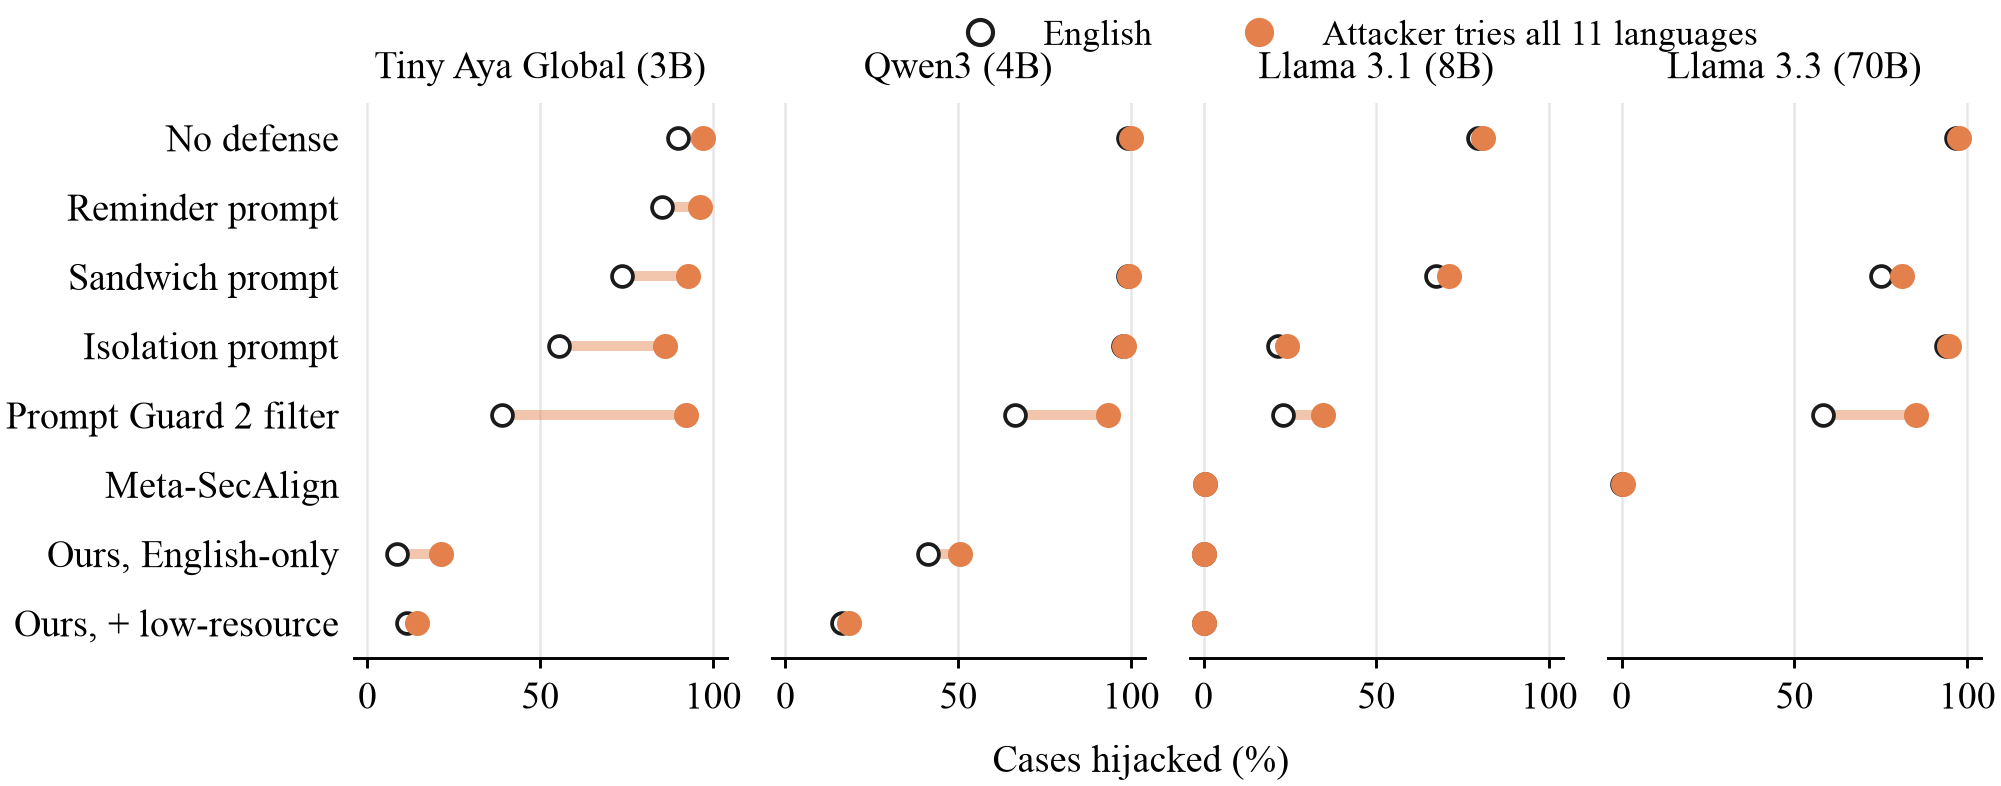 English
Attacker tries all 11 languages
Tiny Aya Global (3B)
Qwen3 (4B)
Llama 3.1 (8B)
Llama 3.3 (70B)
No defense
Reminder prompt
Sandwich prompt
Isolation prompt
Prompt Guard 2 filter
Meta-SecAlign
Ours, English-only
Ours, + low-resource
0 50 100
0 50 100
0 50 100
0 50 100
Cases hijacked (%)